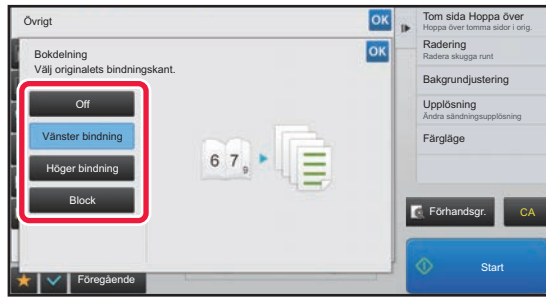 Övrigt
OK
Bokdelning
Välj originalets bindningskant.
OK
Off
Vänster bindning
Höger bindning
Block
6 7 9
Föregående
Tom sida Hoppa över
Hoppa över tomma sidor i orig.
Radering
Radera skugga runt
Bakgrundjustering
Upplösning
Ändra sändningsupplösning
Färgläge
Förhandsgr.
CA
Start